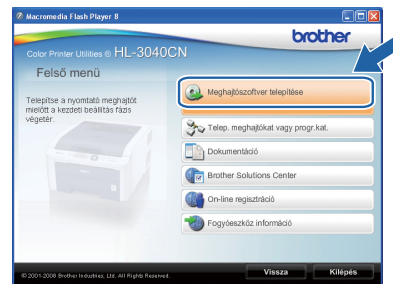 Macromedia Flash Player 8
brother
Color Printer Utilities ® HL-3040CN
Felső menü
Telepítse a nyomtató meghajtót
mielőtt a kezdeti beállítás fázis
végetér.
Meghajtószoftver telepítése
Telep. meghajtókat vagy progr.kat.
Dokumentáció
Brother Solutions Center
On-line regisztráció
Fogyóeszköz információ
© 2001-2008 Brother Industries, Ltd. All Rights Reserved.
Vissza
Kilépés